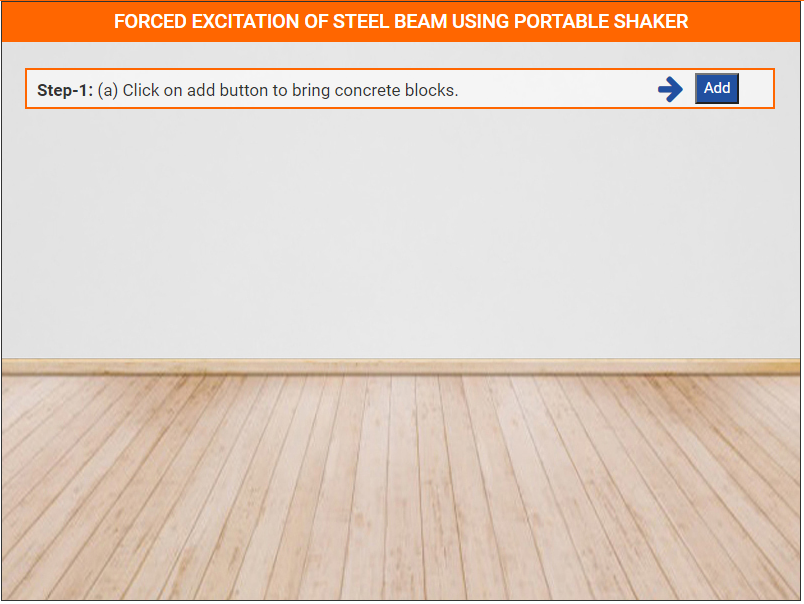 FORCED EXCITATION OF STEEL BEAM USING PORTABLE SHAKER
Step-1: (a) Click on add button to bring concrete blocks.
Add